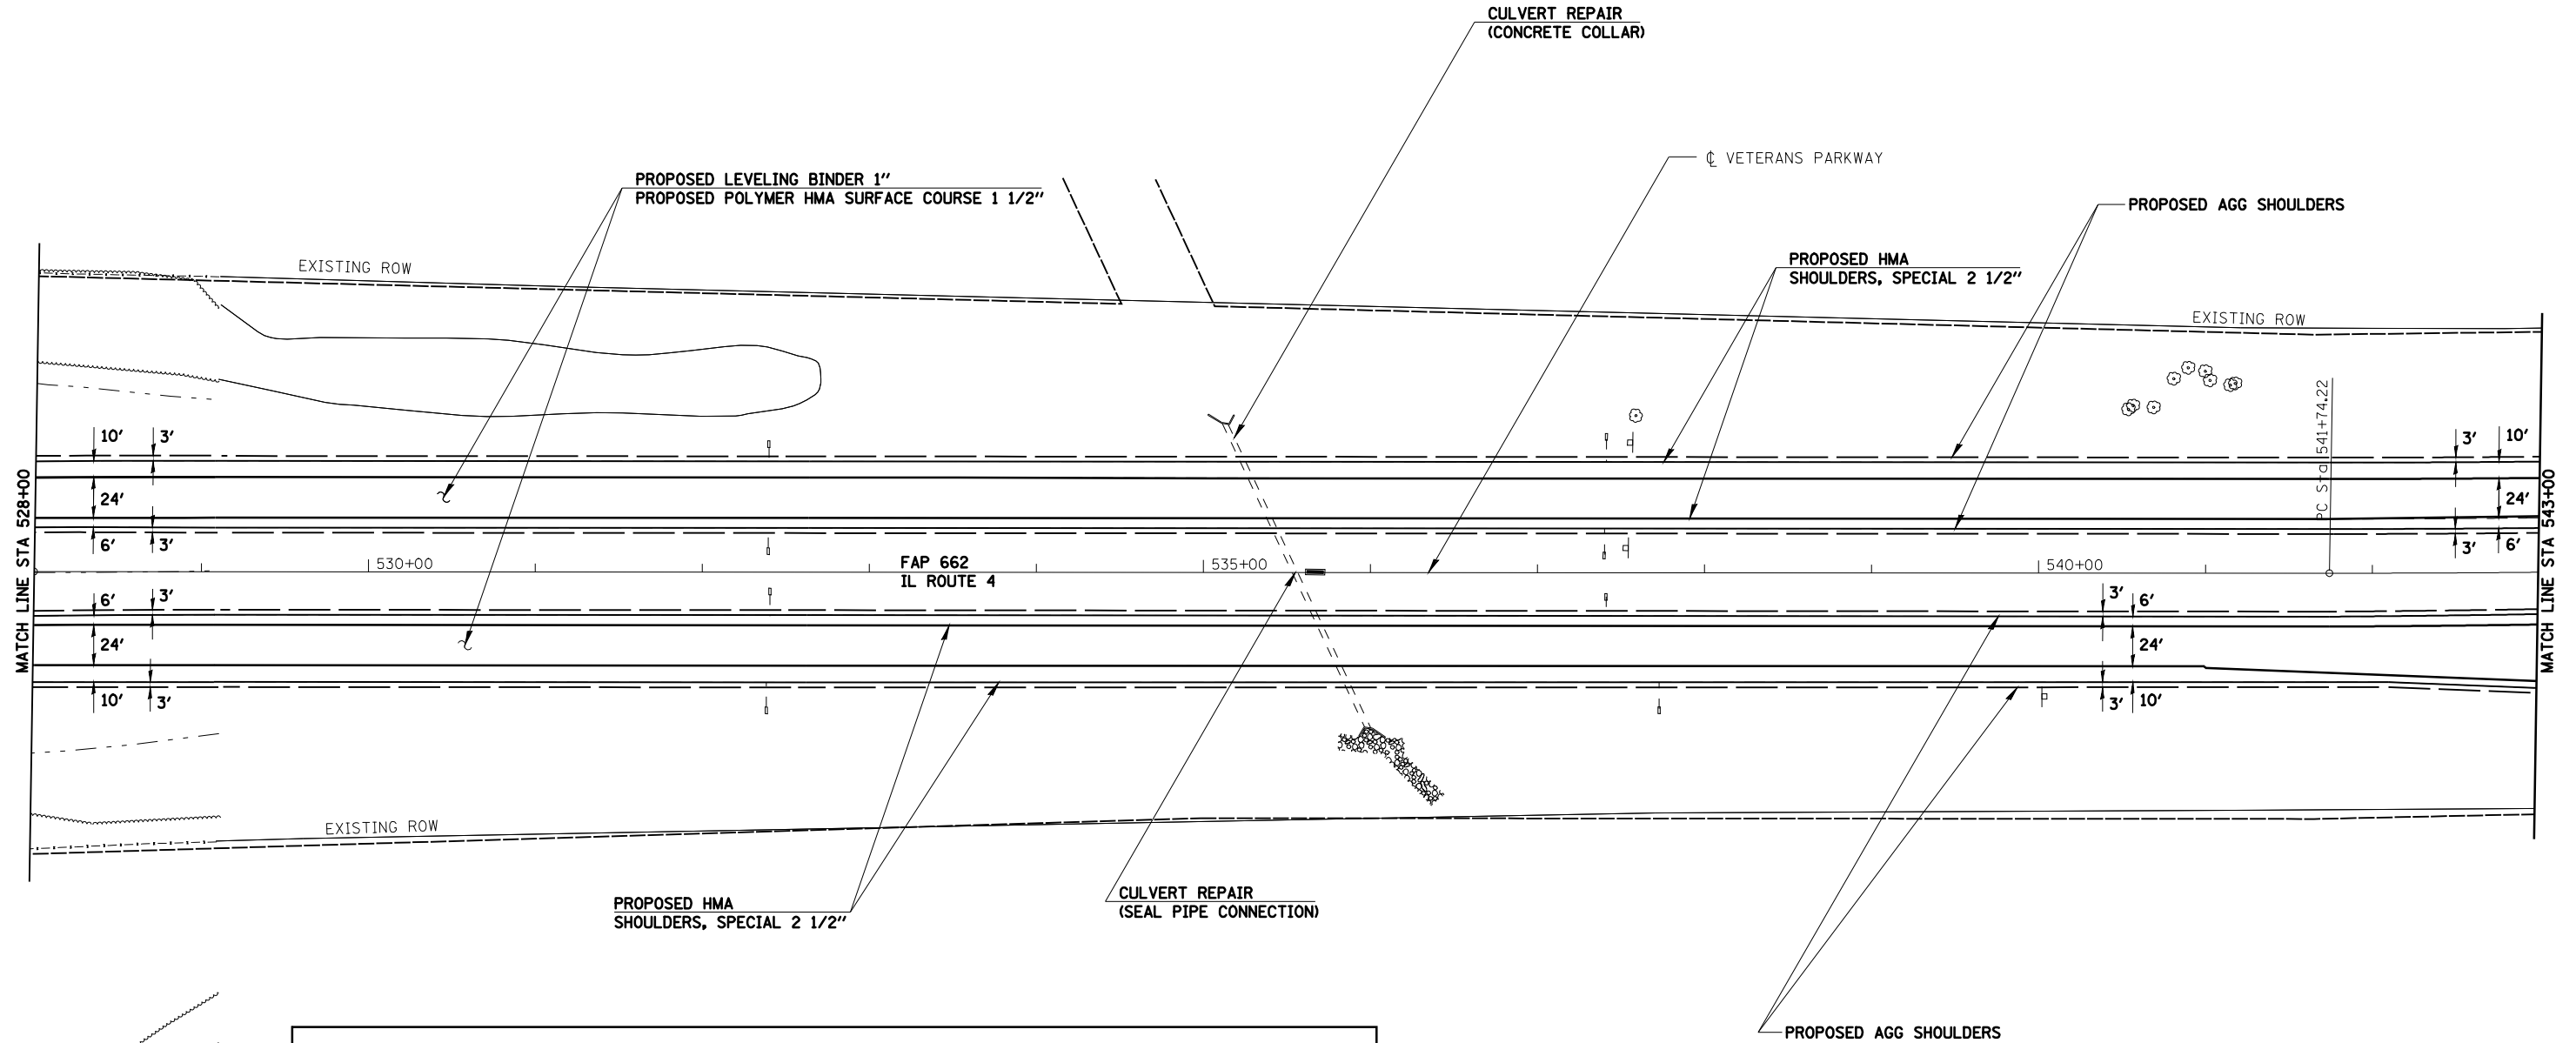 CULVERT REPAIR
(CONCRETE COLLAR)
℄ VETERANS PARKWAY
PROPOSED LEVELING BINDER 1"
PROPOSED POLYMER HMA SURFACE COURSE 1 1/2"
PROPOSED AGG SHOULDERS
PROPOSED HMA
SHOULDERS, SPECIAL 2 1/2"
EXISTING ROW
EXISTING ROW
PC Sta 541+74.22
10' 3'
3' 10'
MATCH LINE STA 528+00
24'
24'
MATCH LINE STA 543+00
6' 3'
3' 6'
530+00
FAP 662
IL ROUTE 4
535+00
540+00
6' 3'
3' 6'
24'
24'
10' 3'
3' 10'
EXISTING ROW
PROPOSED HMA
SHOULDERS, SPECIAL 2 1/2"
CULVERT REPAIR
(SEAL PIPE CONNECTION)
PROPOSED AGG SHOULDERS